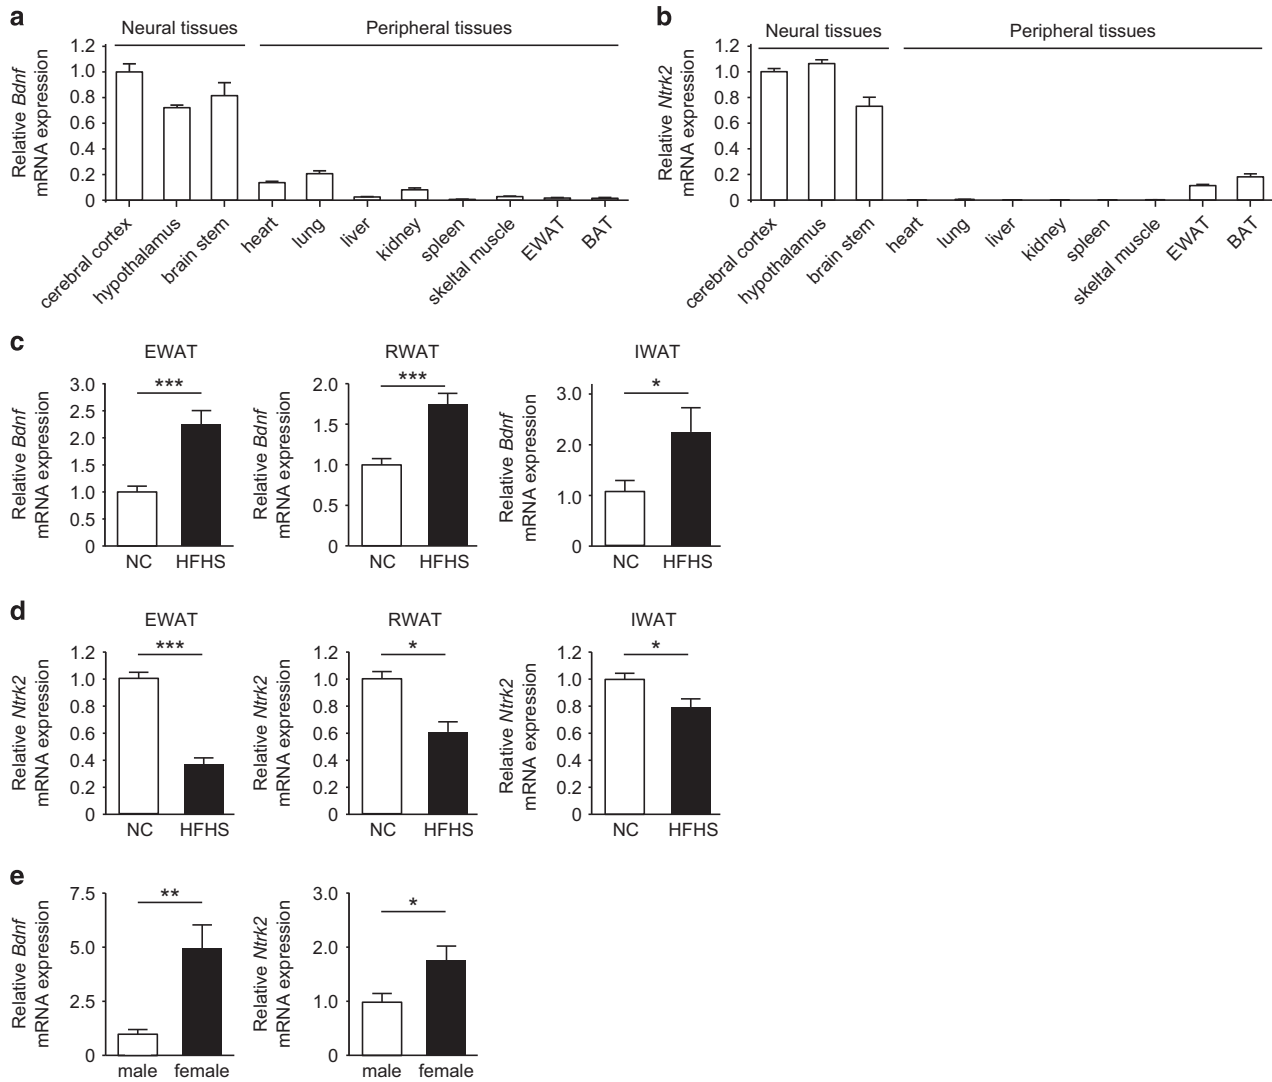 a
Neural tissues
Peripheral tissues
Relative Bdnf
mRNA expression
1.2
1.0
0.8
0.6
0.4
0.2
0
cerebral cortex
hypothalamus
brain stem
heart
lung
liver
kidney
spleen
skeltal muscle
EWAT
BAT
b
Neural tissues
Peripheral tissues
Relative Ntrk2
mRNA expression
1.2
1.0
0.8
0.6
0.4
0.2
0
cerebral cortex
hypothalamus
brain stem
heart
lung
liver
kidney
spleen
skeltal muscle
EWAT
BAT
c
EWAT
Relative Bdnf
mRNA expression
3.0
2.5
2.0
1.5
1.0
0.5
0
***
NC HFHS
RWAT
Relative Bdnf
mRNA expression
2.0
1.5
1.0
0.5
0
***
NC HFHS
IWAT
Relative Bdnf
mRNA expression
3.0
2.0
1.0
0
*
NC HFHS
d
EWAT
Relative Ntrk2
mRNA expression
1.2
1.0
0.8
0.6
0.4
0.2
0
***
NC HFHS
RWAT
Relative Ntrk2
mRNA expression
1.2
1.0
0.8
0.6
0.4
0.2
0
*
NC HFHS
IWAT
Relative Ntrk2
mRNA expression
1.2
1.0
0.8
0.6
0.4
0.2
0
*
NC HFHS
e
Relative Bdnf
mRNA expression
7.5
5.0
2.5
0
**
male female
Relative Ntrk2
mRNA expression
3.0
2.0
1.0
0
*
male female